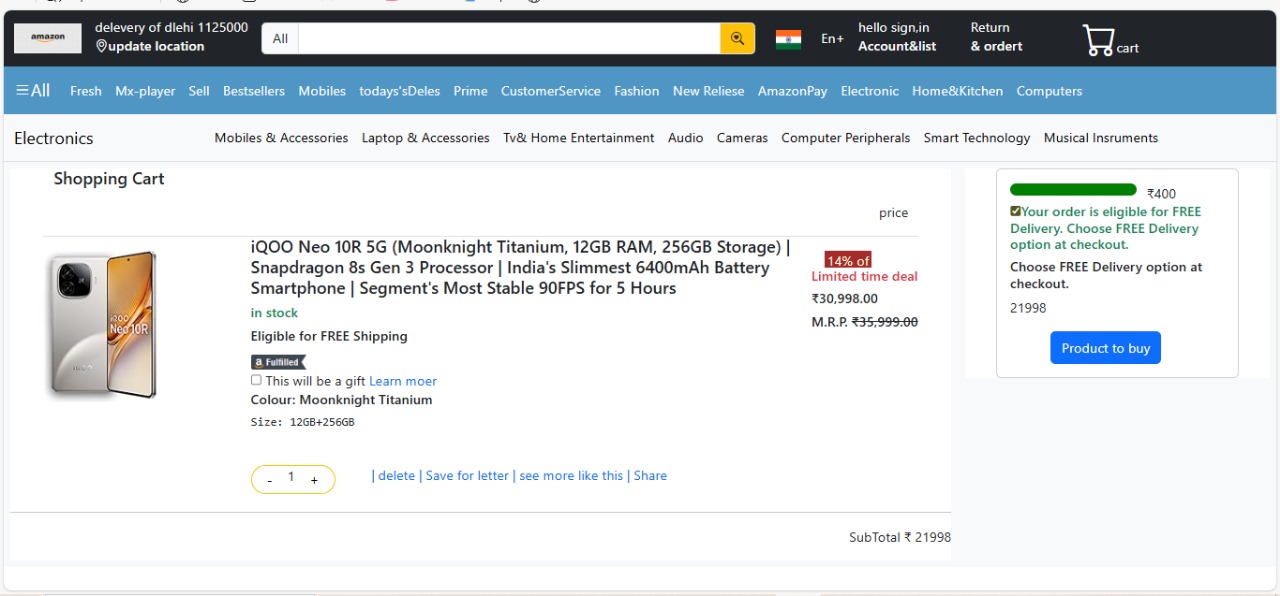 amazon
delevery of dlehi 1125000
update location
All
En+
hello sign,in
Account&list
Return
& ordert
cart
All Fresh Mx-player Sell Bestsellers Mobiles today'sDeles Prime CustomerService Fashion New Reliese AmazonPay Electronic Home&Kitchen Computers
Electronics Mobiles & Accessories Laptop & Accessories Tv& Home Entertainment Audio Cameras Computer Peripherals Smart Technology Musical Insruments
Shopping Cart
price
iQOO Neo 10R 5G (Moonknight Titanium, 12GB RAM, 256GB Storage) |
Snapdragon 8s Gen 3 Processor | India's Slimmest 6400mAh Battery
Smartphone | Segment's Most Stable 90FPS for 5 Hours
in stock
Eligible for FREE Shipping
a Fulfilled
This will be a gift Learn moer
Colour: Moonknight Titanium
Size: 12GB+256GB
- 1 +
| delete | Save for letter | see more like this | Share
iQOO
Neo 10R
14% of
Limited time deal
₹30,998.00
M.R.P. ₹35,999.00
SubTotal ₹ 21998
₹400
Your order is eligible for FREE
Delivery. Choose FREE Delivery
option at checkout.
Choose FREE Delivery option at
checkout.
21998
Product to buy